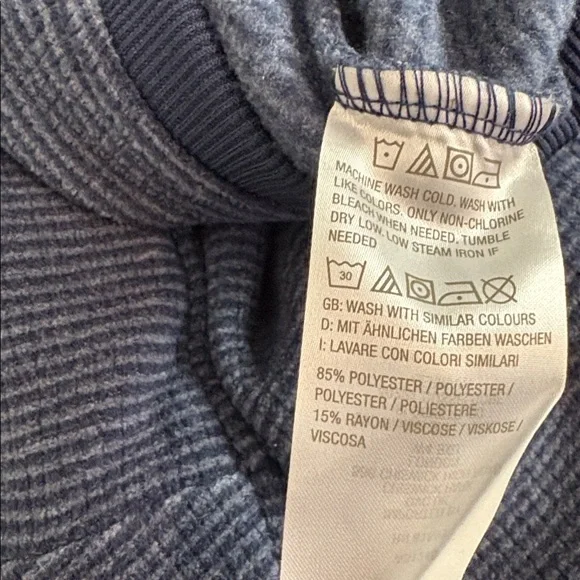 MACHINE WASH COLD. WASH WITH
LIKE COLORS. ONLY NON-CHLORINE
BLEACH WHEN NEEDED. TUMBLE
DRY LOW. LOW STEAM IRON IF
NEEDED
30
GB: WASH WITH SIMILAR COLOURS
D: MIT ÄHNLICHEN FARBEN WASCHEN
I: LAVARE CON COLORI SIMILARI
85% POLYESTER / POLYESTER /
POLYESTER / POLIESTERE
15% RAYON / VISCOSE / VISKOSE /
VISCOSA